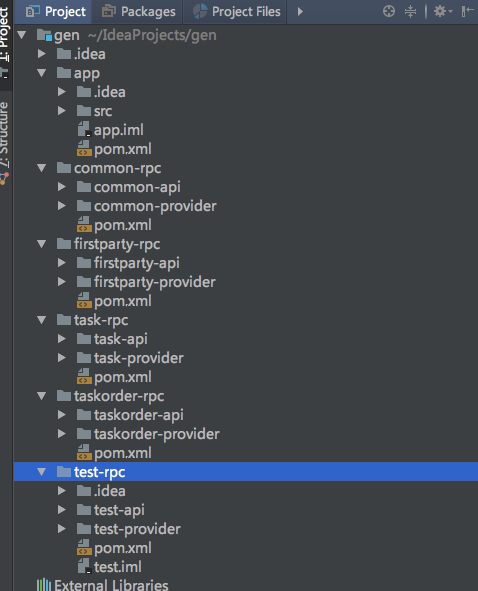 Project Packages Project Files
1: Project
7: Structure
gen ~/IdeaProjects/gen
.idea
app
.idea
src
app.iml
pom.xml
common-rpc
common-api
common-provider
pom.xml
firstparty-rpc
firstparty-api
firstparty-provider
pom.xml
task-rpc
task-api
task-provider
pom.xml
taskorder-rpc
taskorder-api
taskorder-provider
pom.xml
test-rpc
.idea
test-api
test-provider
pom.xml
test.iml
External Libraries